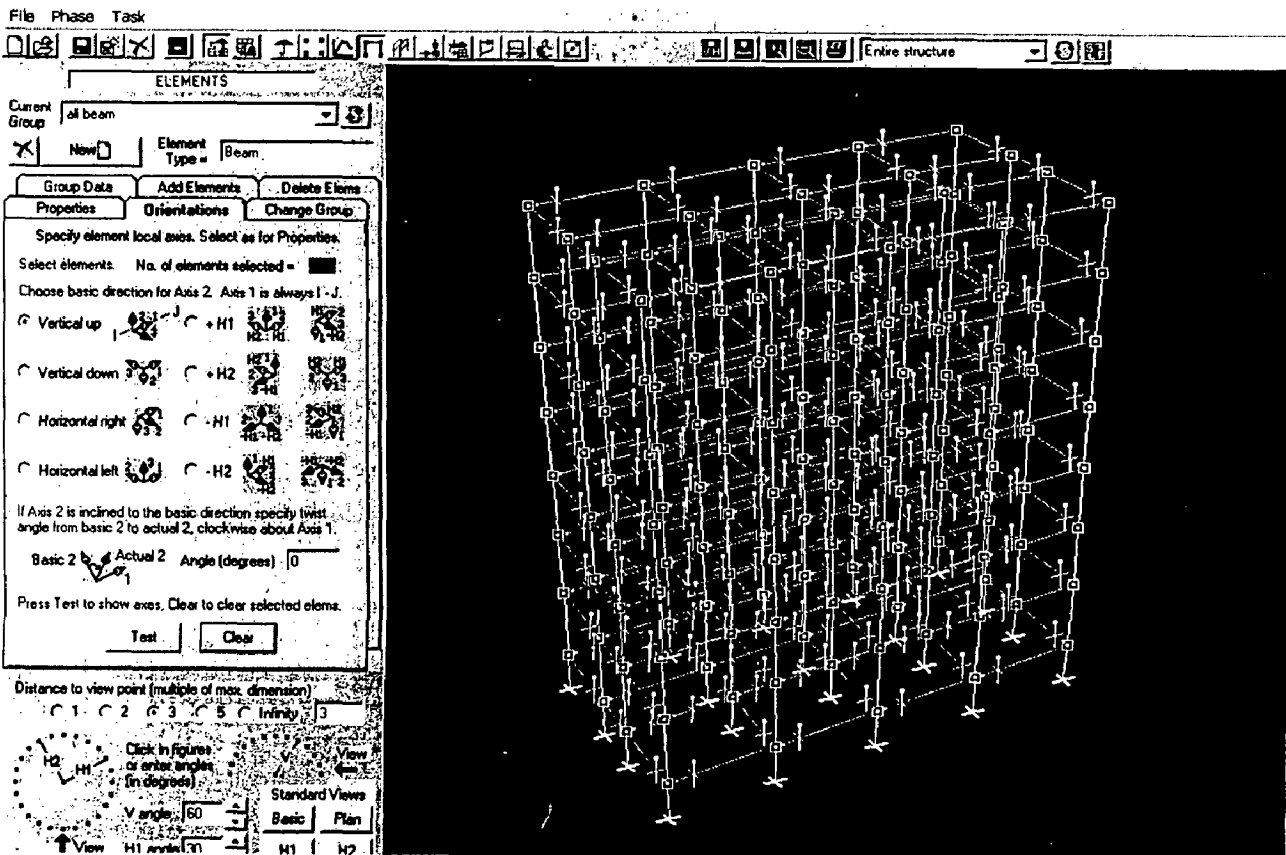 File Phase Task
Entire structure
ELEMENTS
Current Group all beam
New Element Type = Beam
Group Data Add Elements Delete Elems
Properties Orientations Change Group
Specify element local axes. Select as for Properties.
Select elements. No. of elements selected =
Choose basic direction for Axis 2. Axis 1 is always I - J.
Vertical up I J + H1
Vertical down + H2
Horizontal right - H1
Horizontal left - H2
If Axis 2 is inclined to the basic direction specify twist
angle from basic 2 to actual 2, clockwise about Axis 1.
Basic 2 Actual 2 Angle (degrees) 0
Press Test to show axes, Clear to clear selected elems.
Test Clear
Distance to view point (multiple of max. dimension)
1 2 3 5 Infinity 3
H2 H1
Click in figures
or enter angles
(in degrees)
V View
Standard Views
V angle 60 Basic Plan
View H1 angle 30 H1 H2